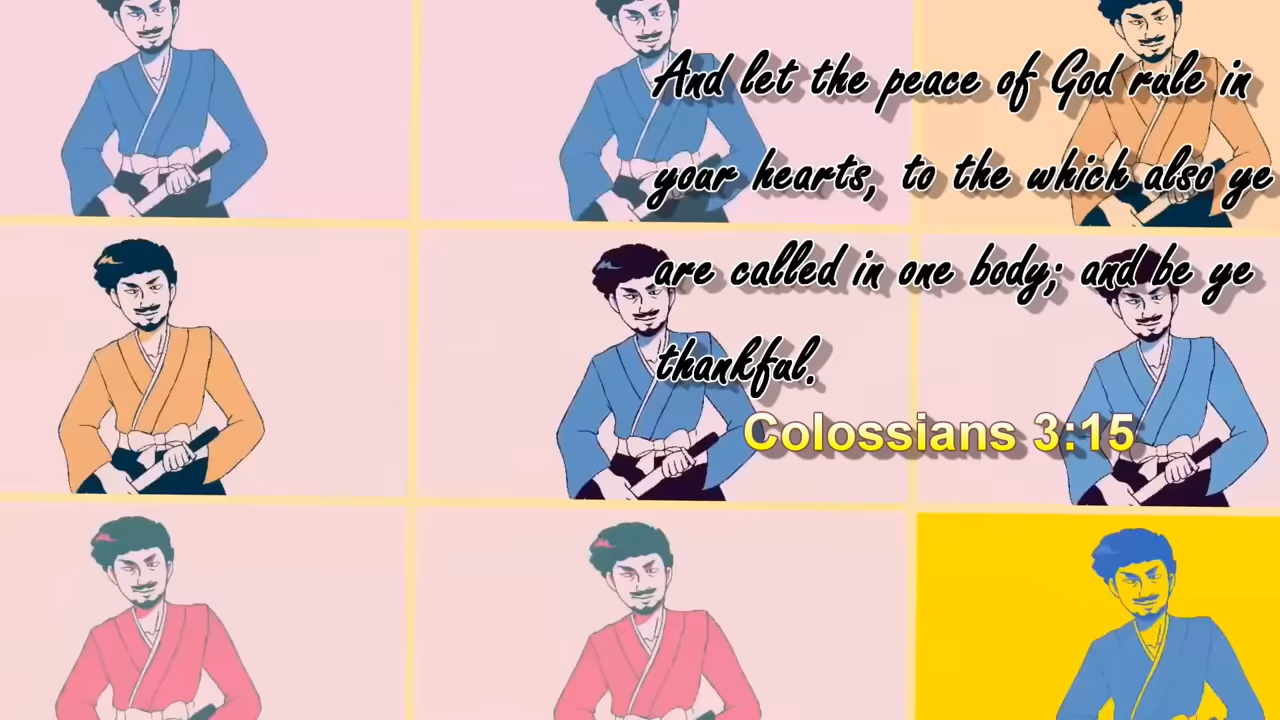 And let the peace of God rule in
your hearts, to the which also ye
are called in one body; and be ye
thankful.
Colossians 3:15